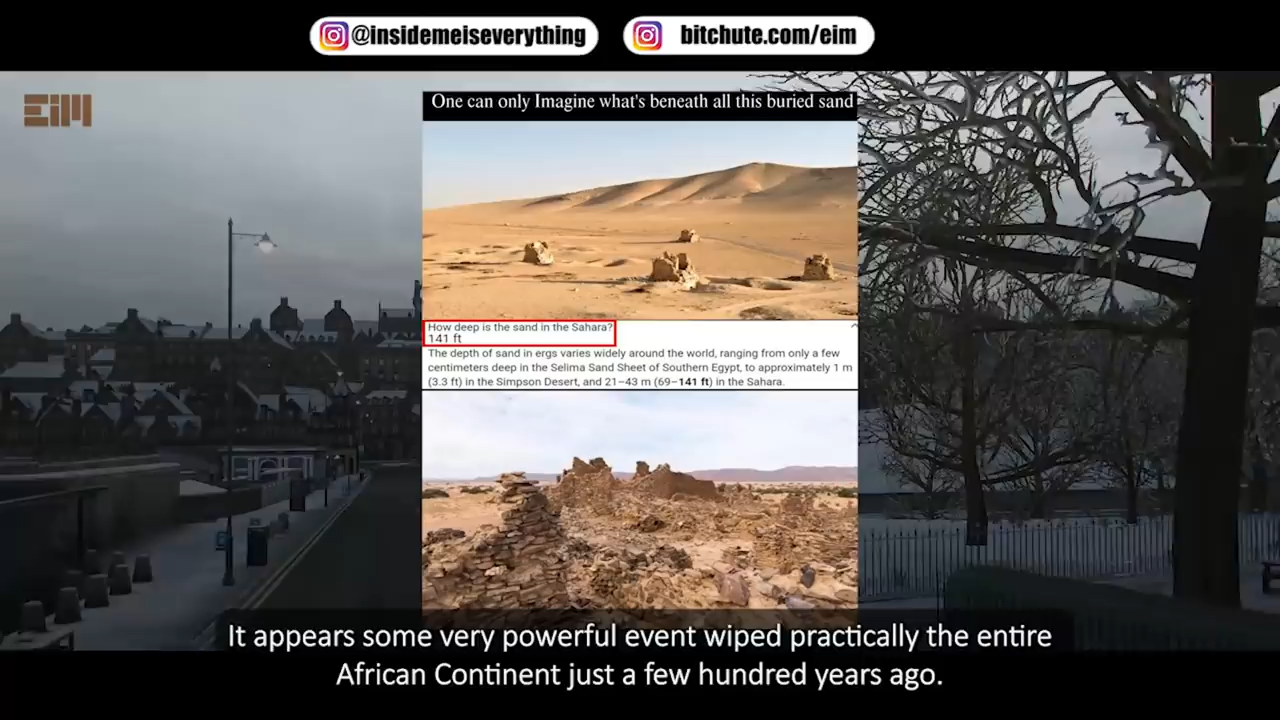 @insidemeiseverything
bitchute.com/eim
EIM
One can only Imagine what's beneath all this buried sand
How deep is the sand in the Sahara?
141 ft
The depth of sand in ergs varies widely around the world, ranging from only a few
centimeters deep in the Selima Sand Sheet of Southern Egypt, to approximately 1 m
(3.3 ft) in the Simpson Desert, and 21–43 m (69–141 ft) in the Sahara.
It appears some very powerful event wiped practically the entire
African Continent just a few hundred years ago.